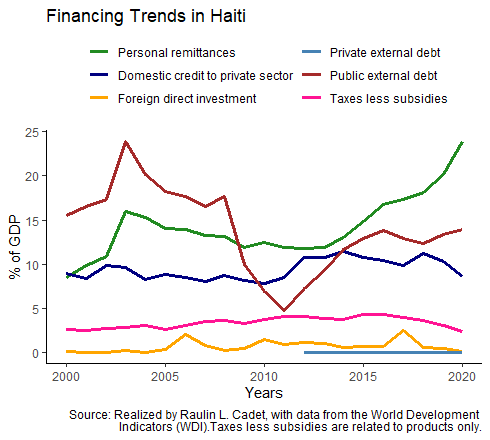 Financing Trends in Haiti
Personal remittances
Private external debt
Domestic credit to private sector
Public external debt
Foreign direct investment
Taxes less subsidies
% of GDP
25
20
15
10
5
0
2000
2005
2010
2015
2020
Years
Source: Realized by Raulin L. Cadet, with data from the World Development
Indicators (WDI).Taxes less subsidies are related to products only.